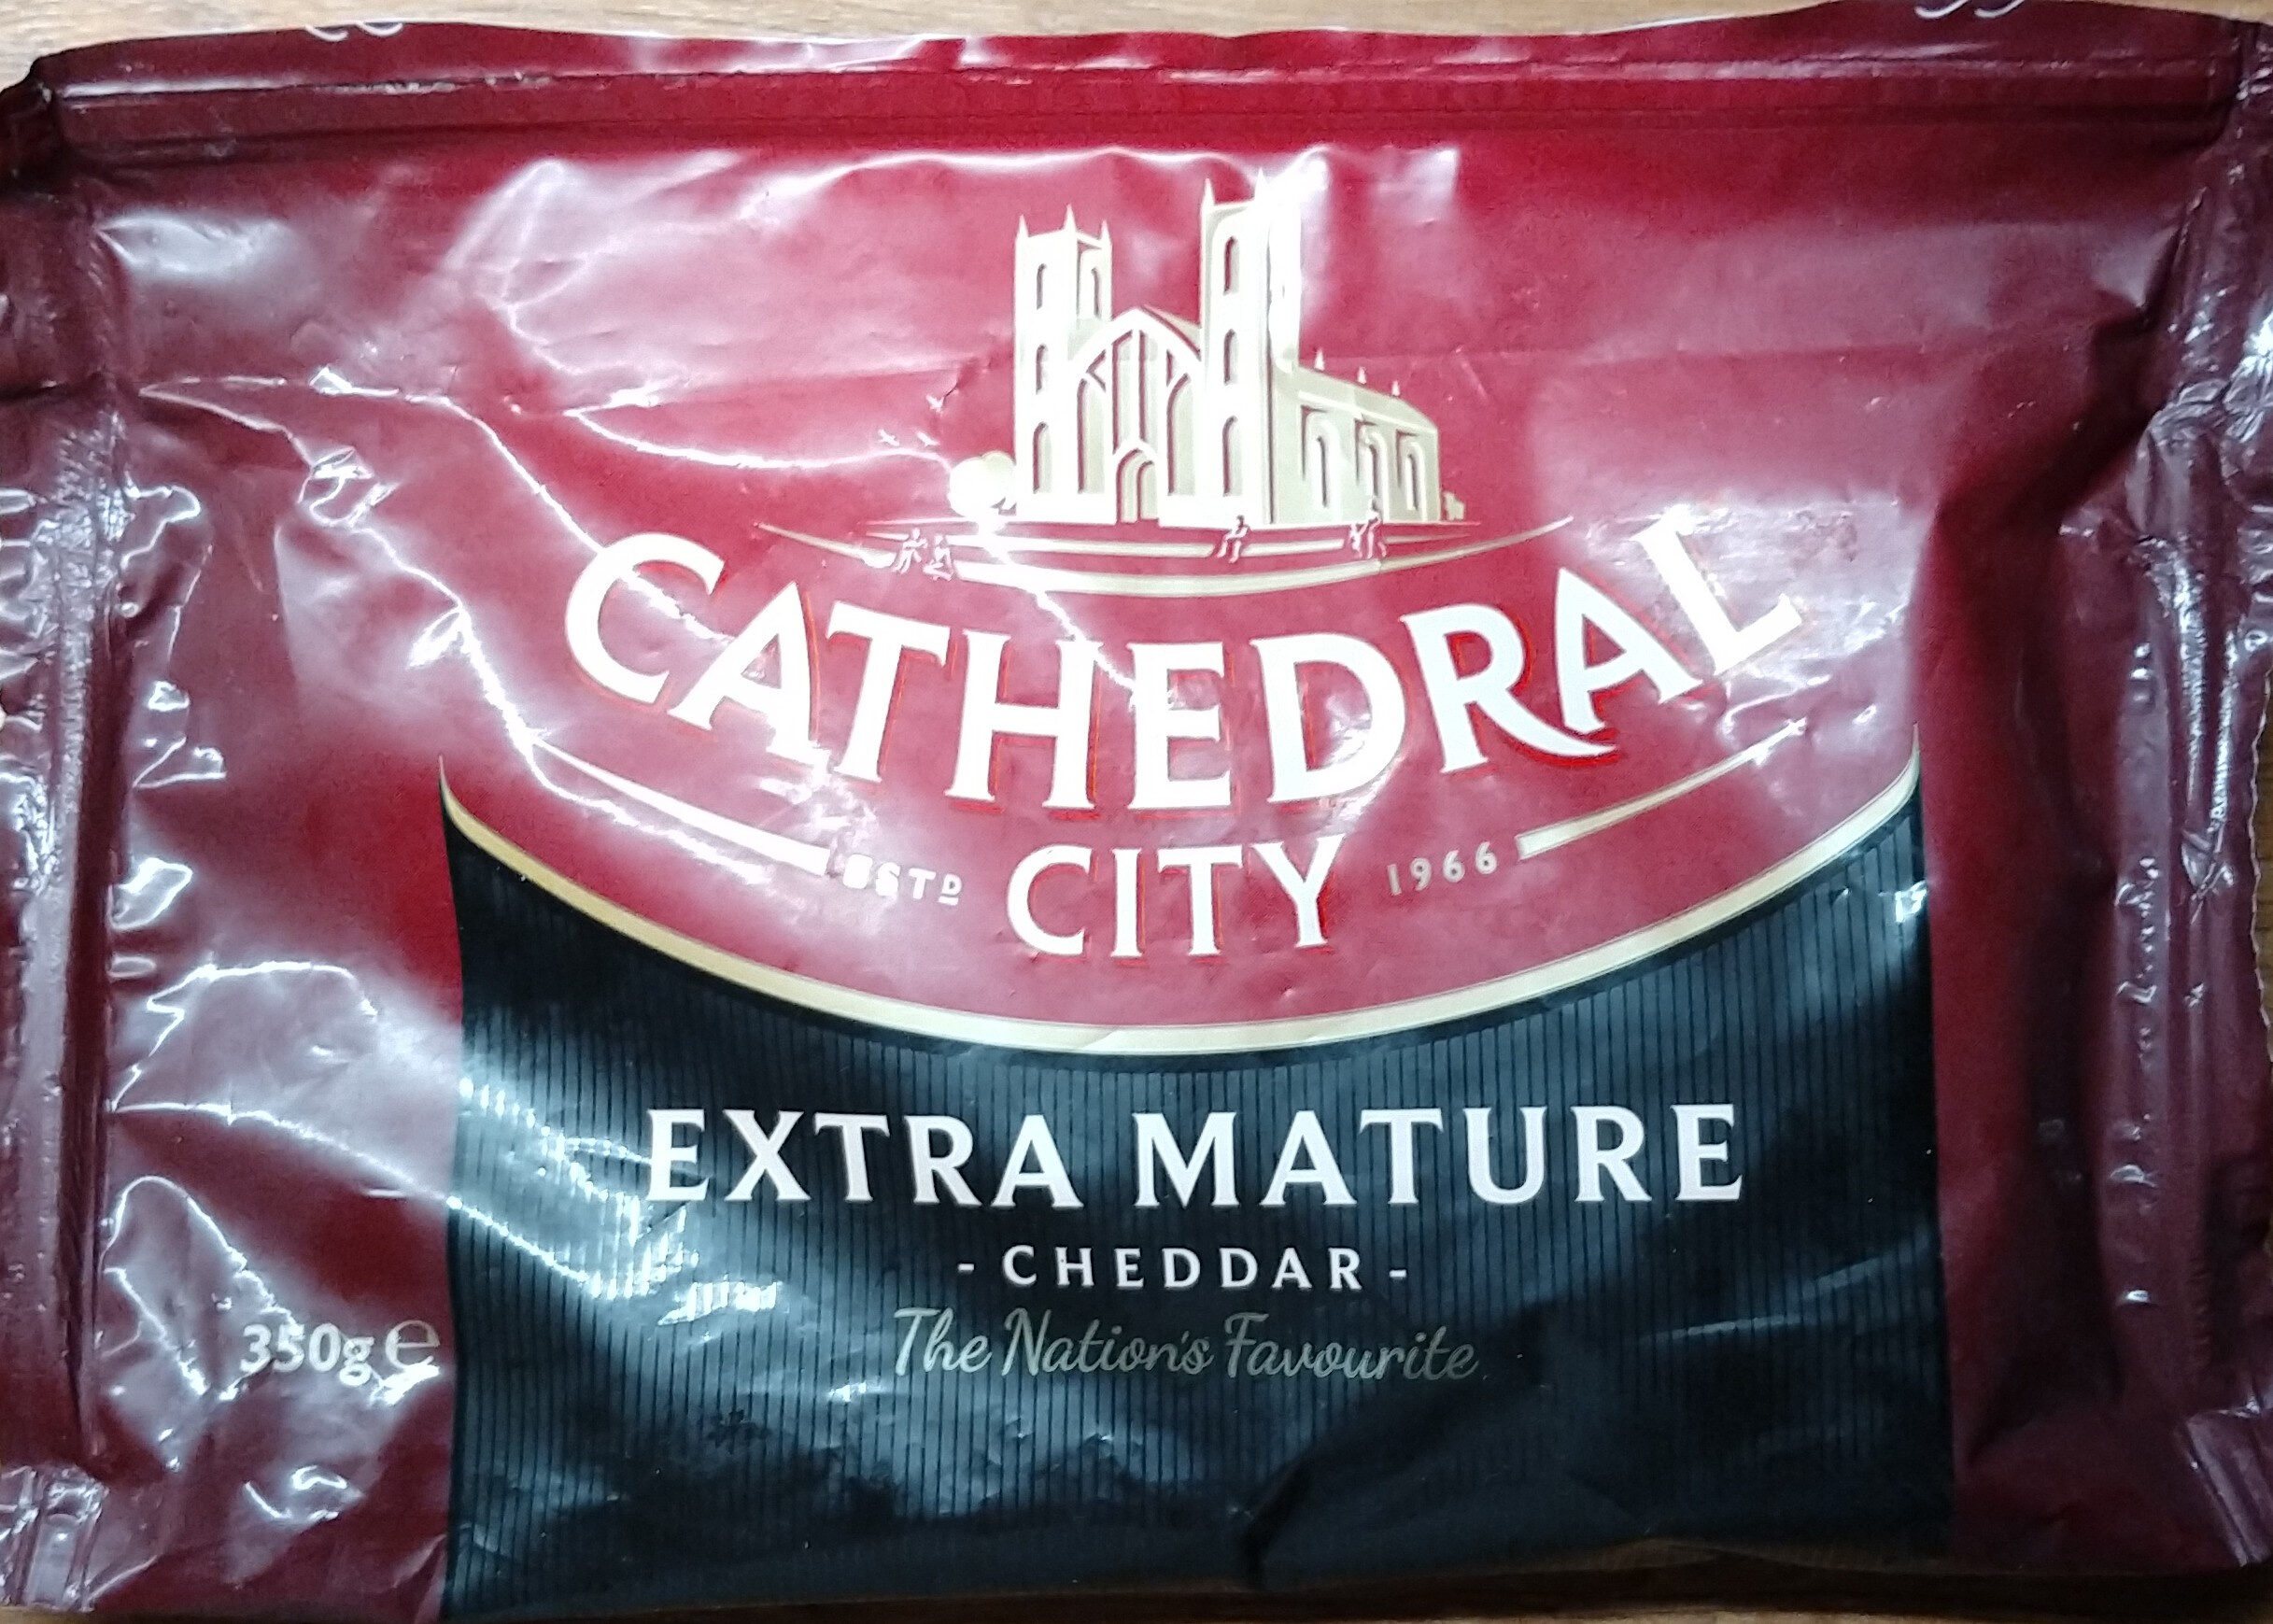 CATHEDRAL
ESTD CITY 1966
EXTRA MATURE
- CHEDDAR -
The Nation's Favourite
350g e